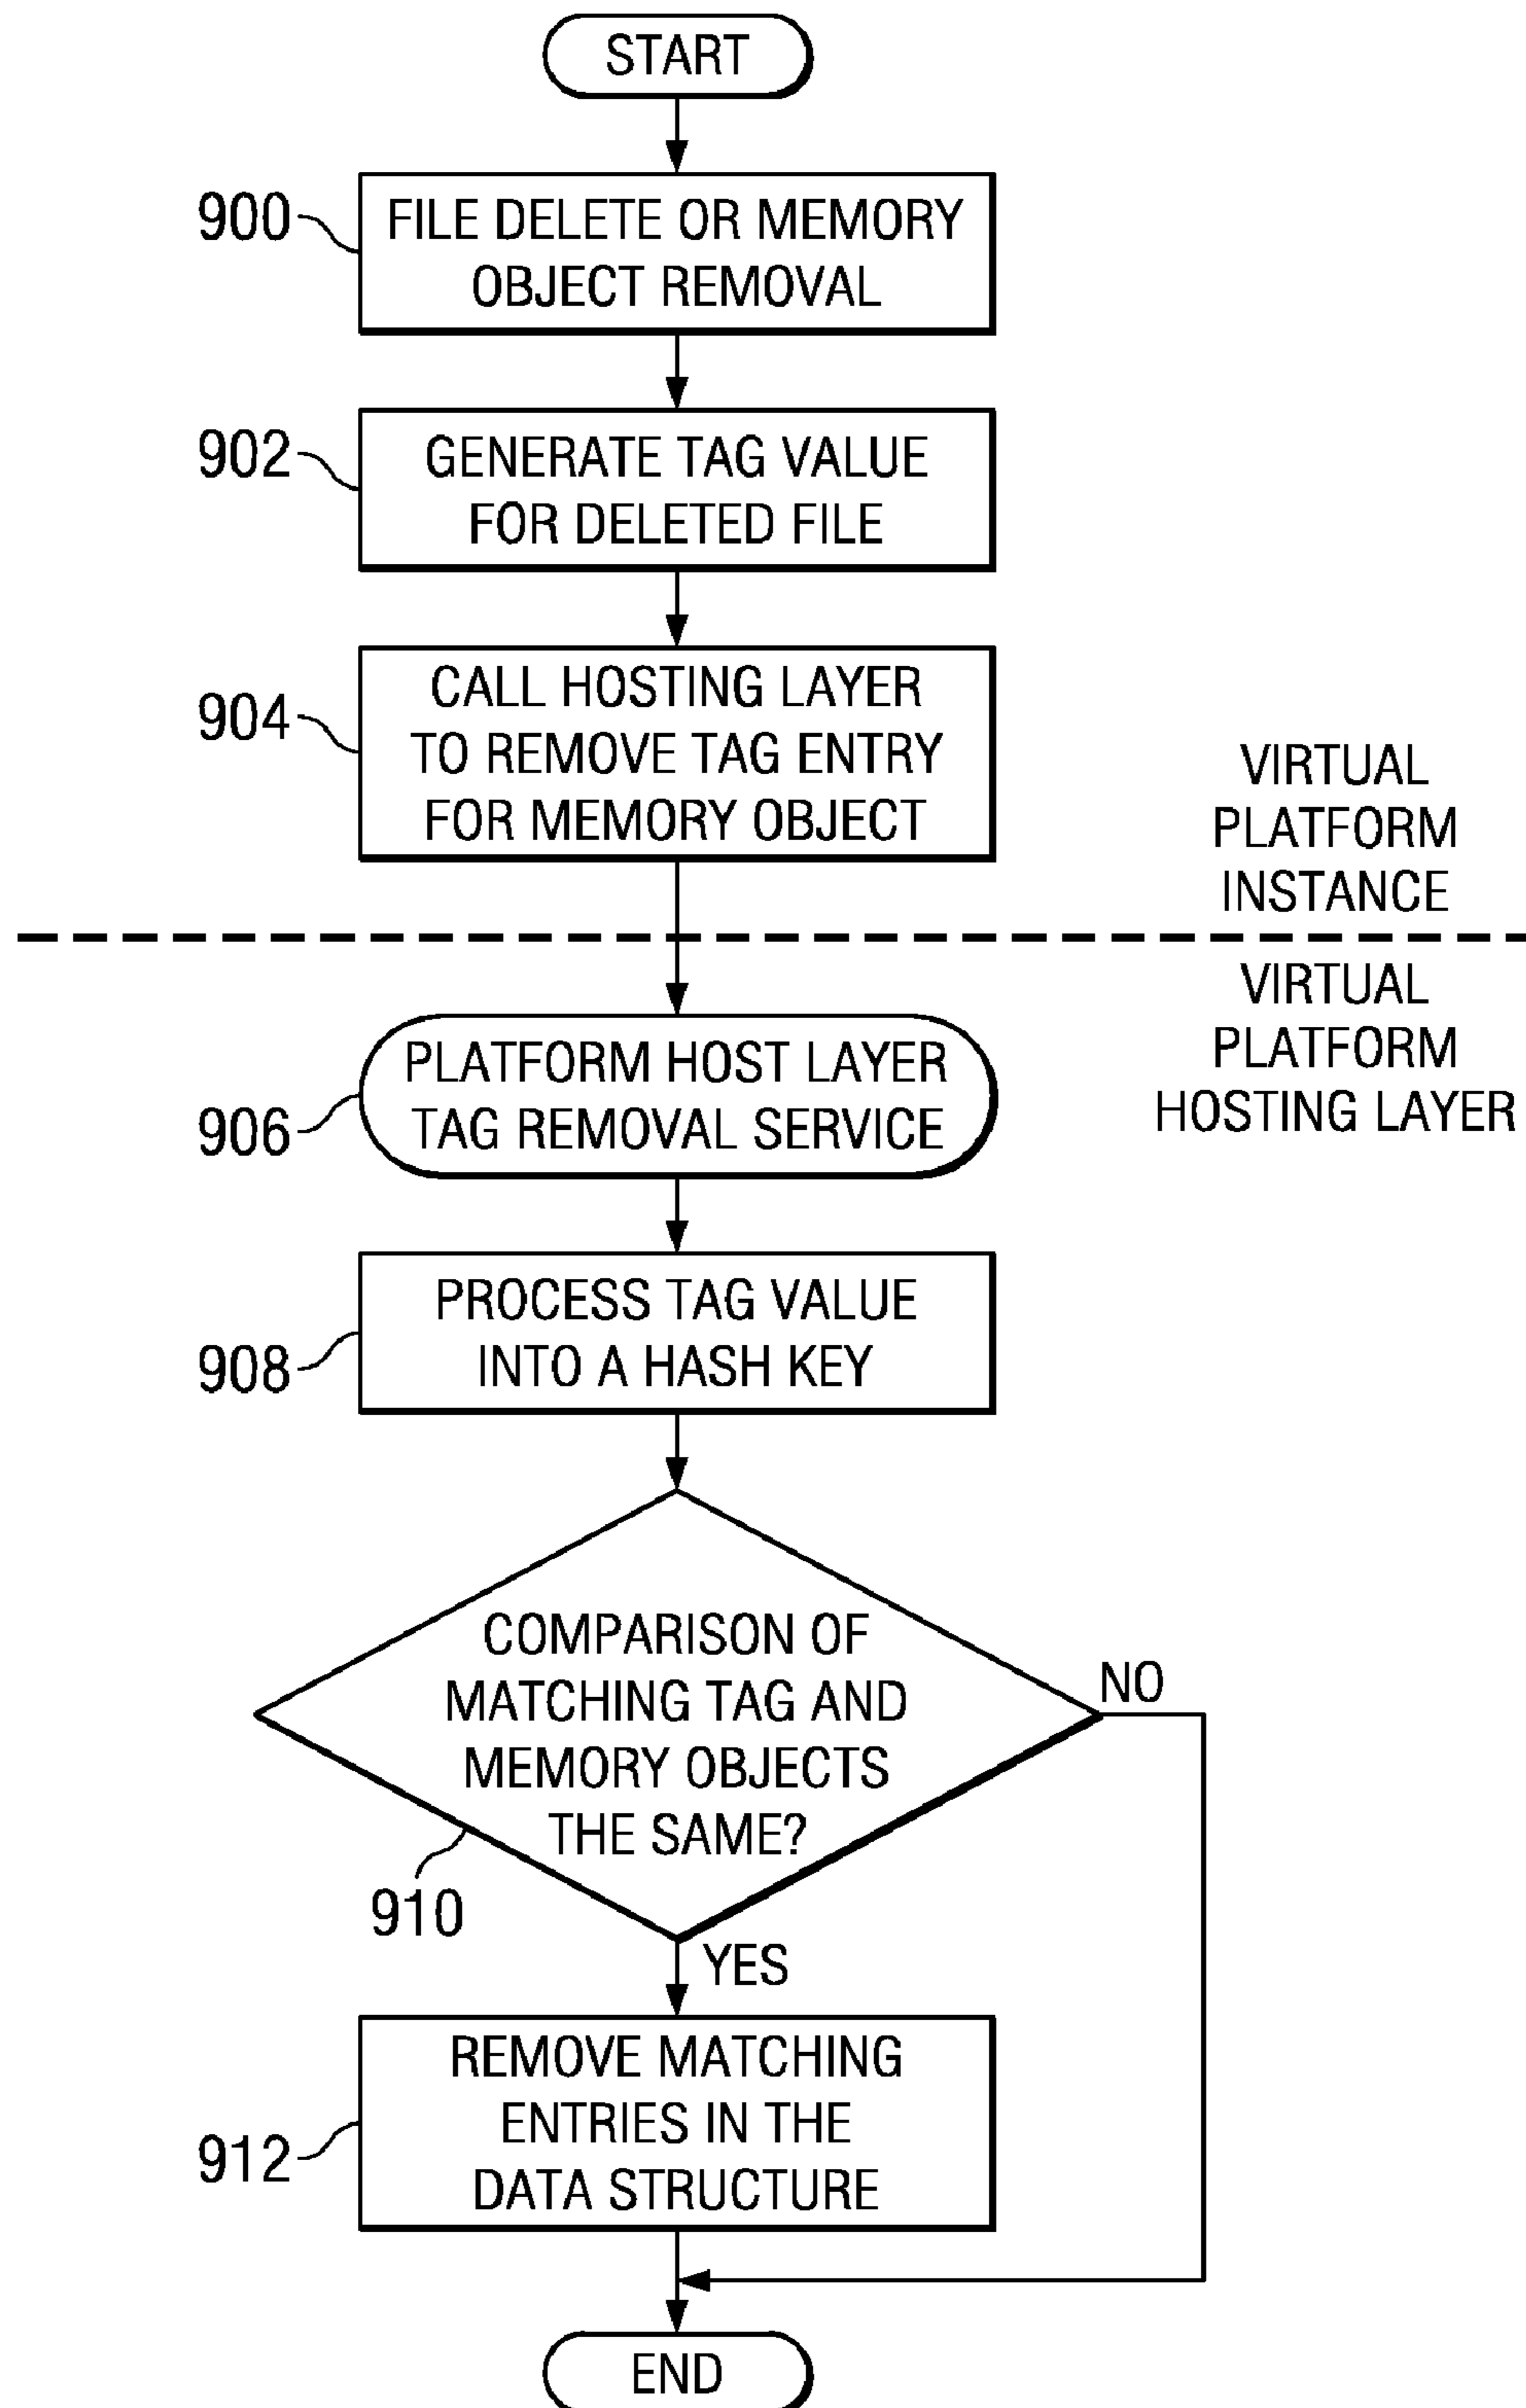 START
900
FILE DELETE OR MEMORY
OBJECT REMOVAL
902
GENERATE TAG VALUE
FOR DELETED FILE
904
CALL HOSTING LAYER
TO REMOVE TAG ENTRY
FOR MEMORY OBJECT
VIRTUAL
PLATFORM
INSTANCE
VIRTUAL
PLATFORM
HOSTING LAYER
906
PLATFORM HOST LAYER
TAG REMOVAL SERVICE
908
PROCESS TAG VALUE
INTO A HASH KEY
COMPARISON OF
MATCHING TAG AND
MEMORY OBJECTS
THE SAME?
NO
910
YES
912
REMOVE MATCHING
ENTRIES IN THE
DATA STRUCTURE
END